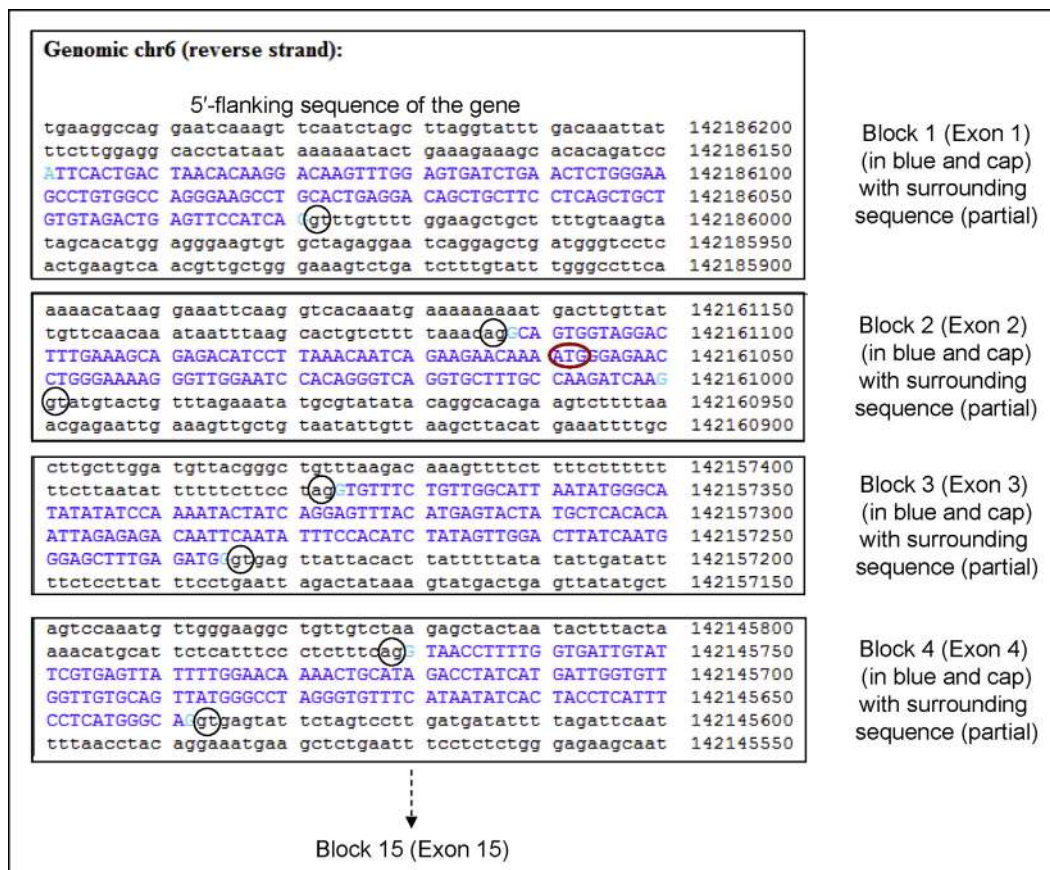 Genomic chr6 (reverse strand):
5′-flanking sequence of the gene
tgaaggccag gaatcaaagt tcaatctagc ttaggtattt gacaaattat 142186200
ttcttggagg cacctataat aaaaaatact gaaagaaagc acacagatcc 142186150
ATTCACTGAC TAACACAAGG ACAAGTTTGG AGTGATCTGA ACTCTGGGAA 142186100
GCCTGTGGCC AGGGAAGCCT GCACTGAGGA CAGCTGCTTC CTCAGCTGCT 142186050
GTGTAGACTG AGTTCCATCA Ggtttgtttt ggaagctgct tttgtaagta 142186000
tagcacatgg agggaagtgt gctagaggaa tcaggagctg atgggtcctc 142185950
actgaagtca acgttgctgg gaaagtctga tctttgtatt tgggccttca 142185900
Block 1 (Exon 1)
(in blue and cap)
with surrounding
sequence (partial)
aaaacataag gaaattcaag gtcacaaatg aaaaaaaaat gacttgttat 142161150
tgttcaacaa ataatttaag cactgtcttt taaacagGCA GTGGTAGGAC 142161100
TTTGAAAGCA GAGACATCCT TAAACAATCA GAAGAACAAA ATGGGAGAAC 142161050
CTGGGAAAAG GGTTGGAATC CACAGGGTCA GGTGCTTTGC CAAGATCAAG 142161000
gtatgtactg tttagaaata tgcgtatata caggcacaga agtcttttaa 142160950
acgagaattg aaagttgctg taatattgtt aagcttacat gaaattttgc 142160900
Block 2 (Exon 2)
(in blue and cap)
with surrounding
sequence (partial)
cttgcttgga tgttacgggc tgtttaagac aaagttttct tttctttttt 142157400
ttcttaatat tttttcttcc tagGTGTTTC TGTTGGCATT AATATGGGCA 142157350
TATATATCCA AAATACTATC AGGAGTTTAC ATGAGTACTA TGCTCACACA 142157300
ATTAGAGAGA CAATTCAATA TTTCCACATC TATAGTTGGA CTTATCAATG 142157250
GGAGCTTTGA GATGGgtgag ttattacact tatttttata tattgatatt 142157200
ttctccttat ttcctgaatt agactataaa gtatgactga gttatatgct 142157150
Block 3 (Exon 3)
(in blue and cap)
with surrounding
sequence (partial)
agtccaaatg ttgggaaggc tgttgtctaa gagctactaa tactttacta 142145800
aaacatgcat tctcatttcc ctctttcagG GTAACCTTTTGG GTGATTGTAT 142145750
TCGTGAGTTA TTTTGGAACA AAACTGCATA GACCTATCAT GATTGGTGTT 142145700
GGTTGTGCAG TTATGGGCCT AGGGTGTTTC ATAATATCAC TACCTCATTT 142145650
CCTCATGGGC AGgtgagtat tctagtcctt gatgatattt tagattcaat 142145600
tttaacctac aggaaatgaa gctctgaatt tcctctctgg gagaagcaat 142145550
Block 4 (Exon 4)
(in blue and cap)
with surrounding
sequence (partial)
Block 15 (Exon 15)